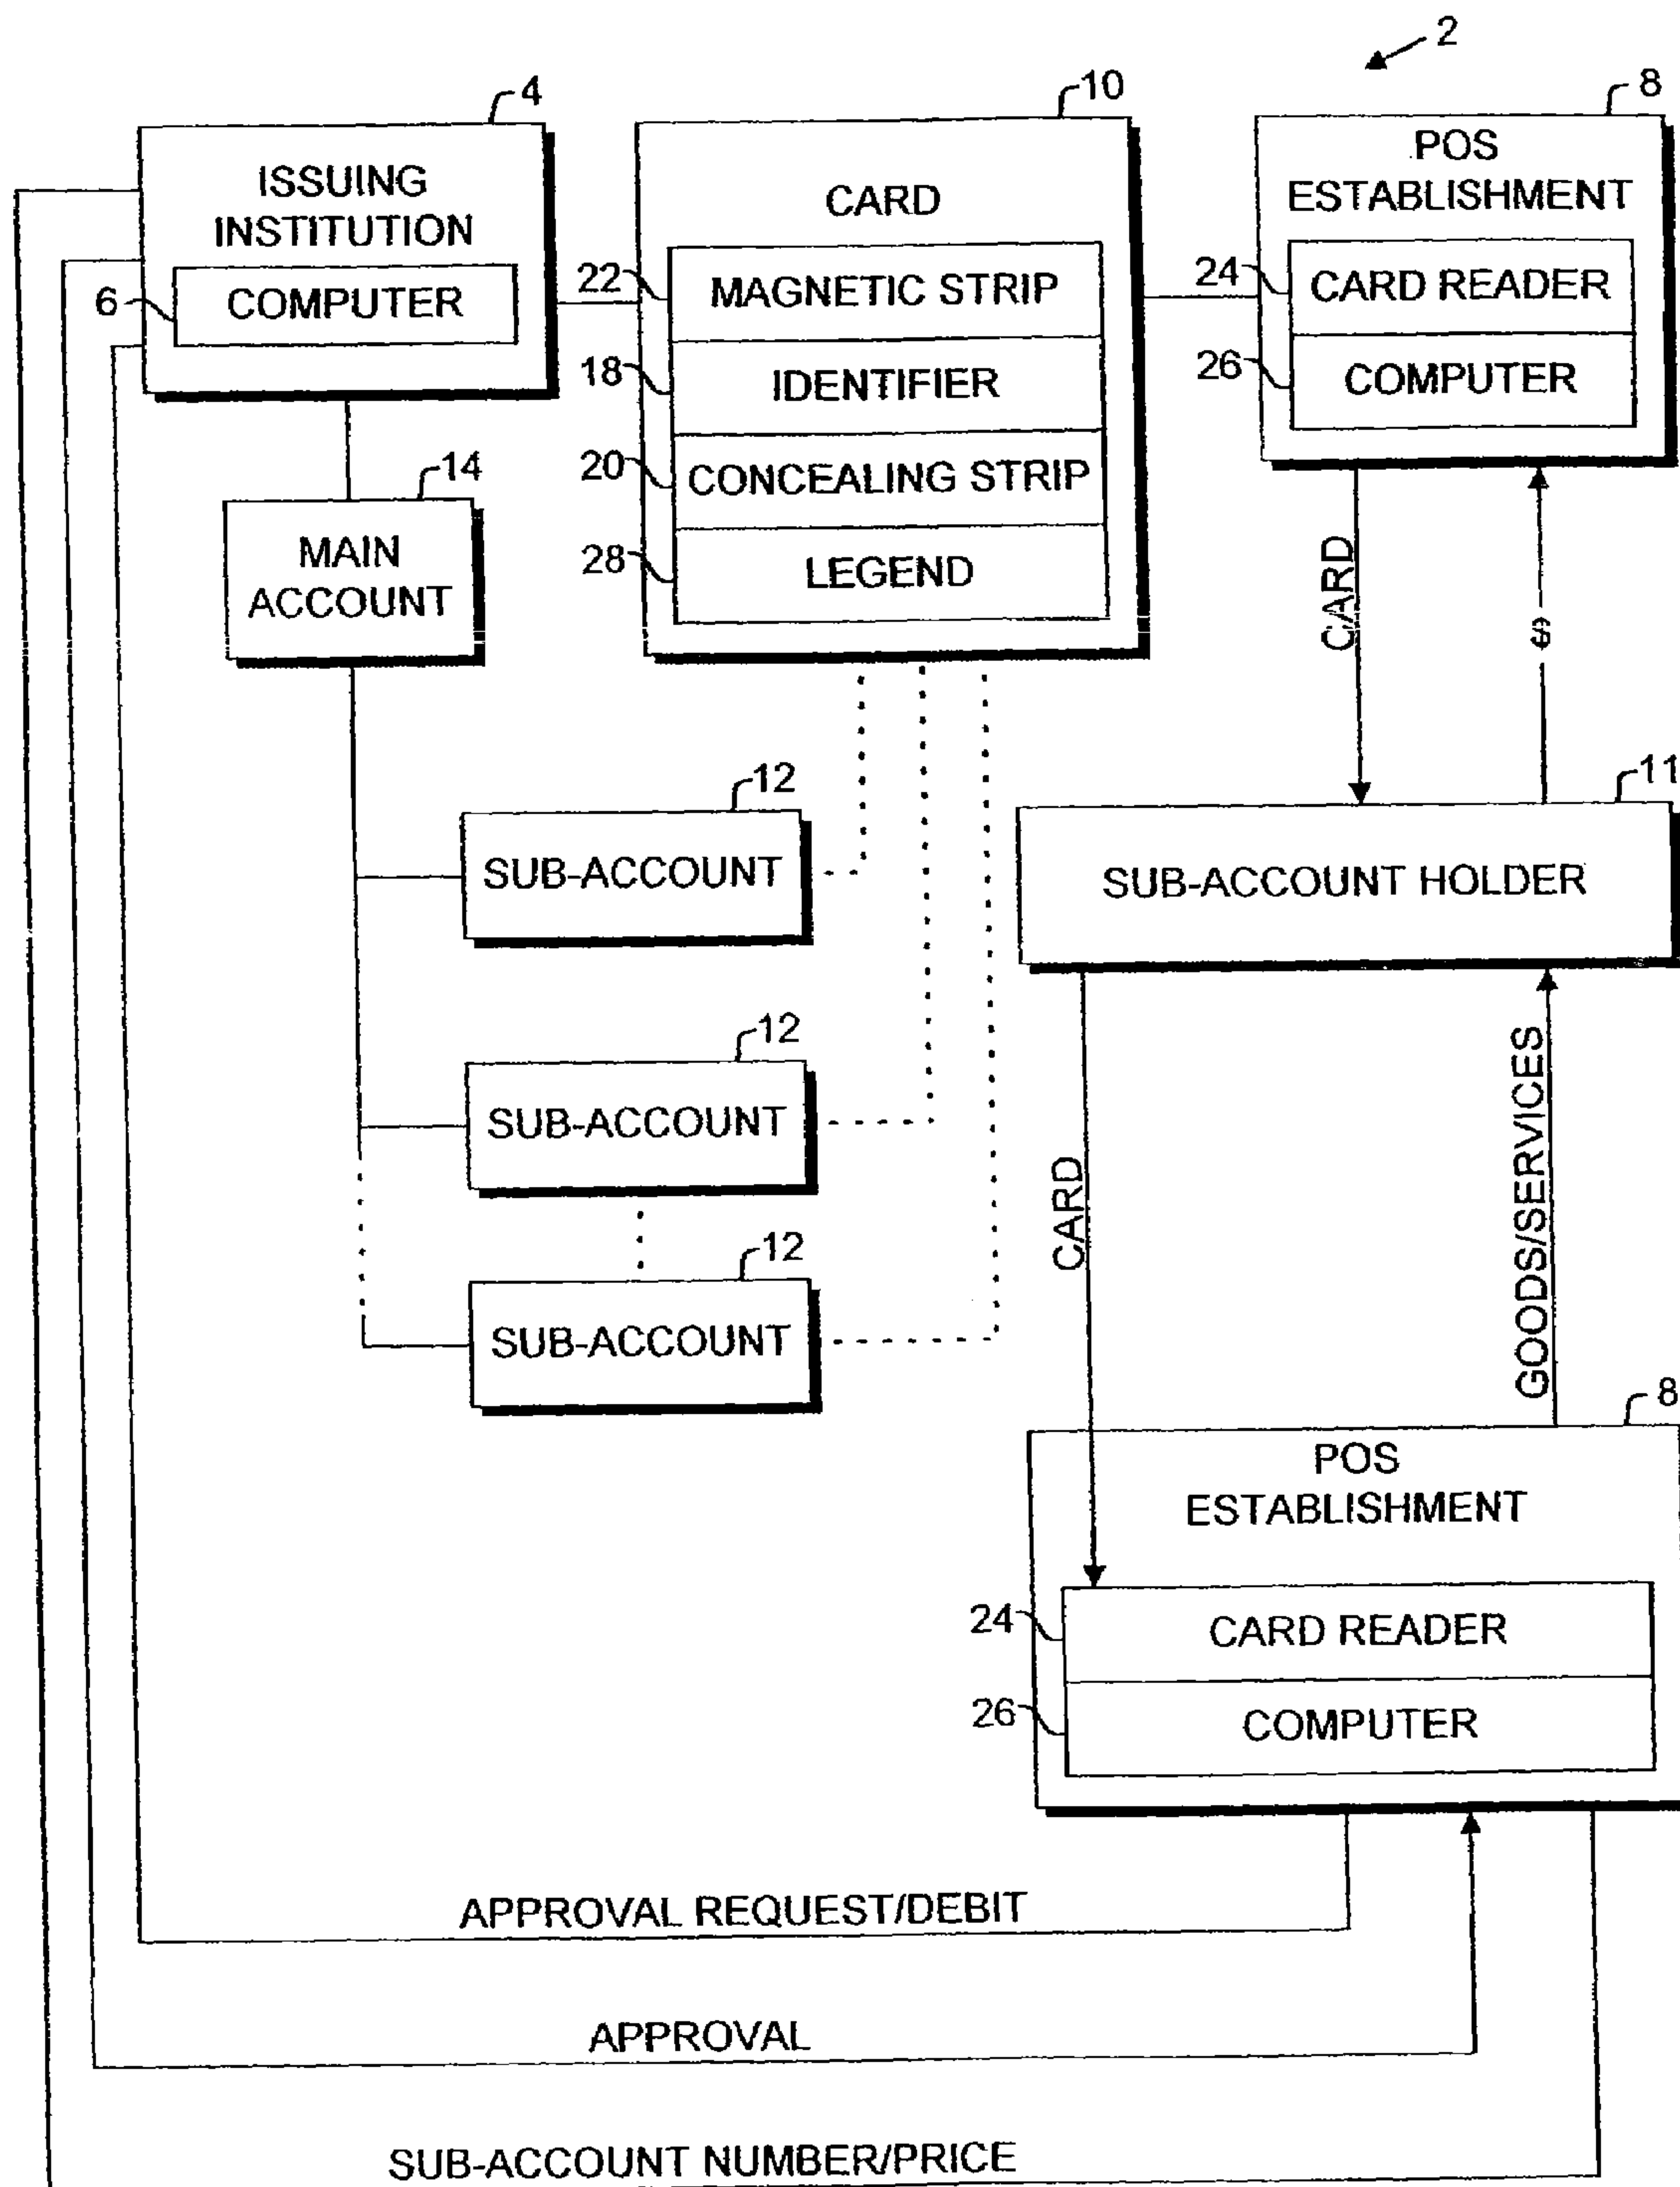 2
4
ISSUING
INSTITUTION
6
COMPUTER
10
CARD
22
MAGNETIC STRIP
18
IDENTIFIER
20
CONCEALING STRIP
28
LEGEND
8
POS
ESTABLISHMENT
24
CARD READER
26
COMPUTER
14
MAIN
ACCOUNT
CARD
$
12
SUB-ACCOUNT
11
SUB-ACCOUNT HOLDER
12
SUB-ACCOUNT
12
SUB-ACCOUNT
CARD
GOODS/SERVICES
8
POS
ESTABLISHMENT
24
CARD READER
26
COMPUTER
APPROVAL REQUEST/DEBIT
APPROVAL
SUB-ACCOUNT NUMBER/PRICE